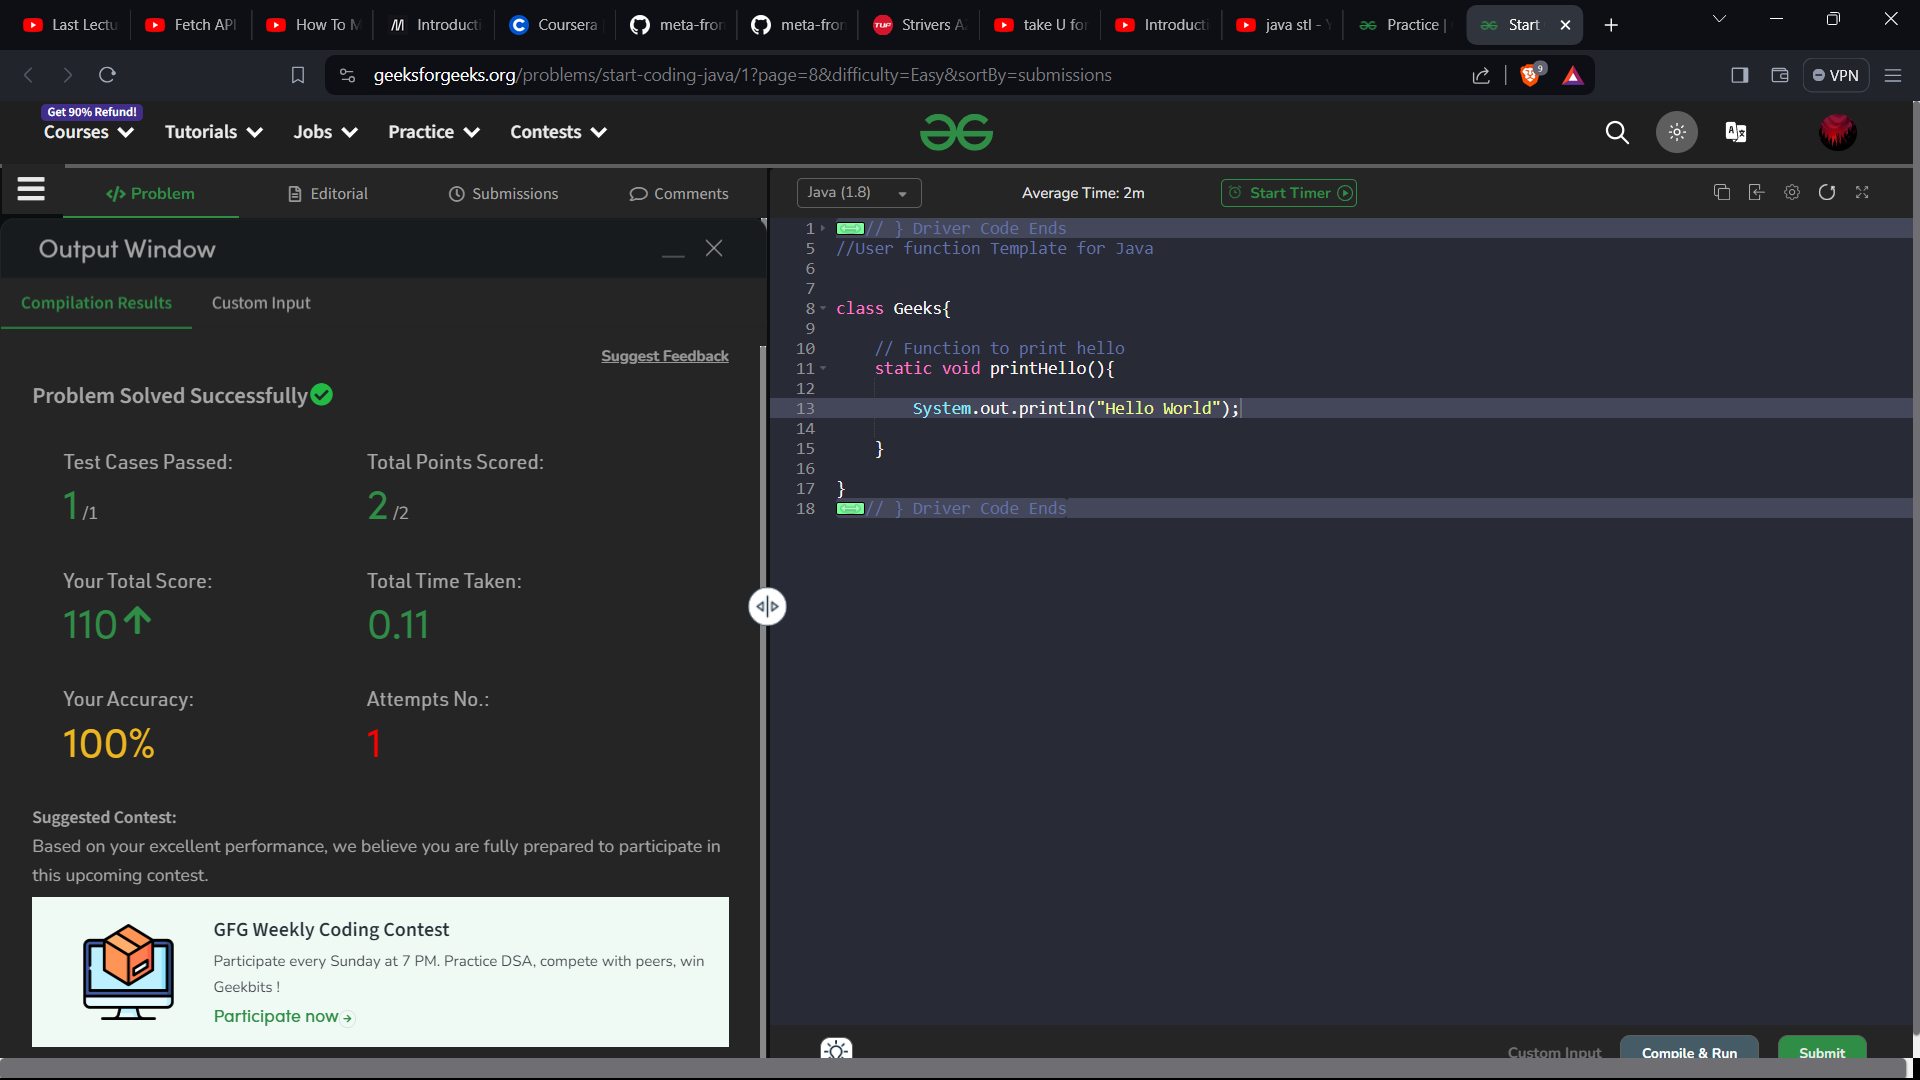 Last Lectu
Fetch API
How To M
Introducti
Coursera
meta-fron
meta-fron
Strivers A
take U for
Introducti
java stl - Y
Practice |
Start
geeksforgeeks.org/problems/start-coding-java/1?page=8&difficulty=Easy&sortBy=submissions
9
VPN
Get 90% Refund!
Courses
Tutorials
Jobs
Practice
Contests
Problem
Editorial
Submissions
Comments
Java (1.8)
Average Time: 2m
Start Timer
Output Window
Compilation Results
Custom Input
Suggest Feedback
Problem Solved Successfully
Test Cases Passed:
1 /1
Total Points Scored:
2 /2
Your Total Score:
110
Total Time Taken:
0.11
Your Accuracy:
100%
Attempts No.:
1
Suggested Contest:
Based on your excellent performance, we believe you are fully prepared to participate in
this upcoming contest.
GFG Weekly Coding Contest
Participate every Sunday at 7 PM. Practice DSA, compete with peers, win
Geekbits !
Participate now
1 // } Driver Code Ends
5 //User function Template for Java
6
7
8 class Geeks{
9
10 // Function to print hello
11 static void printHello(){
12
13 System.out.println("Hello World");
14
15 }
16
17 }
18 // } Driver Code Ends
Custom Input
Compile & Run
Submit